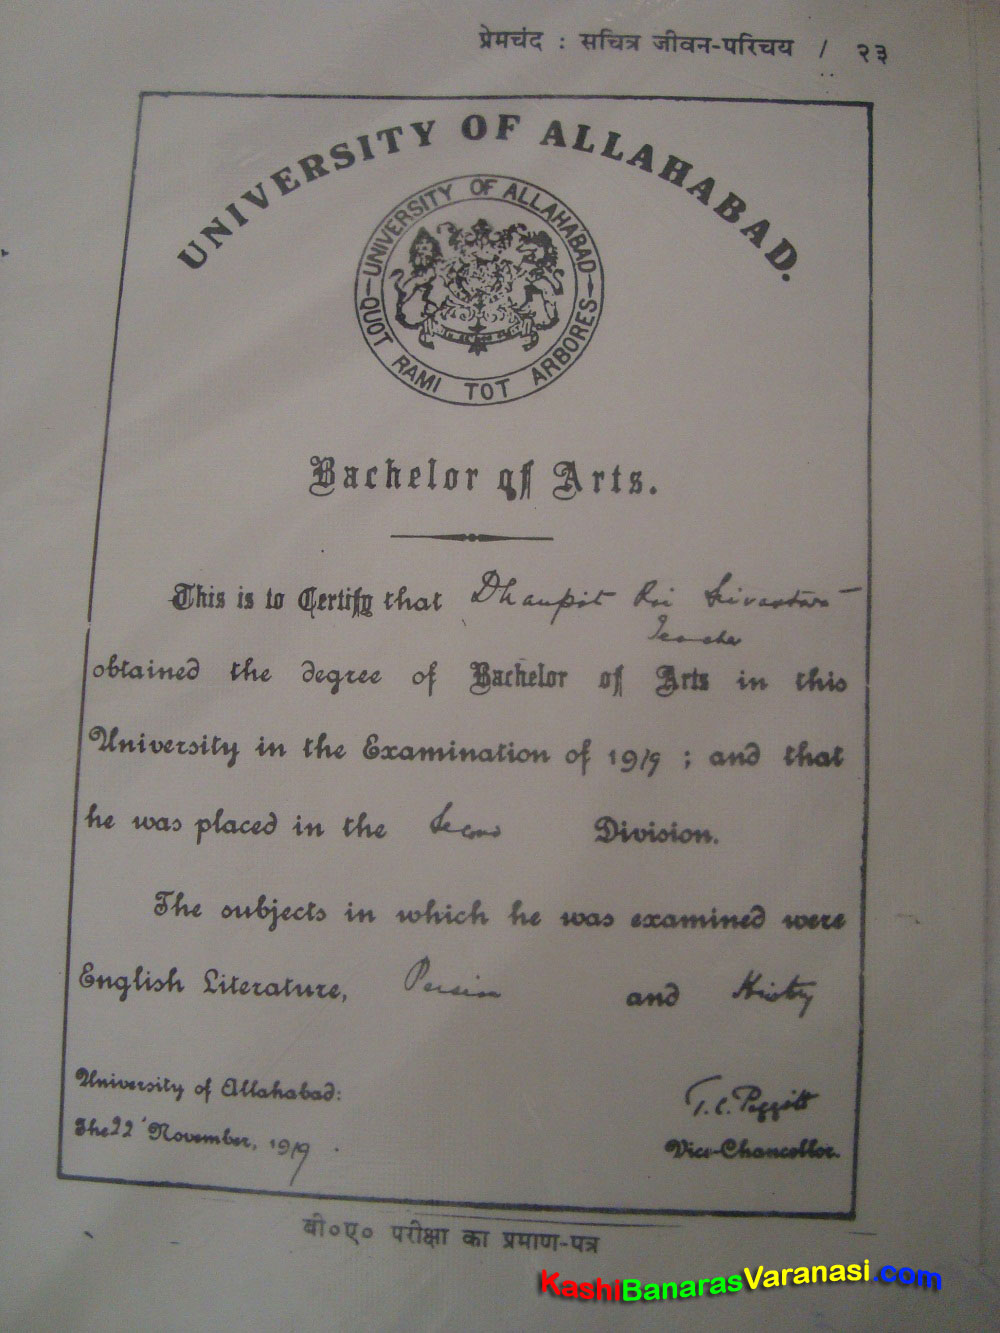 प्रेमचंद : सचित्र जीवन-परिचय / २३
UNIVERSITY OF ALLAHABAD.
UNIVERSITY OF ALLAHABAD
QUOT RAMI TOT ARBORES
Bachelor of Arts.
This is to Certify that Dhanpat Rai Srivastava
Teacher
obtained the degree of Bachelor of Arts in this
University in the Examination of 1919 ; and that
he was placed in the Second Division.
The subjects in which he was examined were
English Literature, Persian and History
University of Allahabad:
The 22 November, 1919
Vice-Chancellor.
बी०ए० परीक्षा का प्रमाण-पत्र
KashiBanarasVaranasi.com